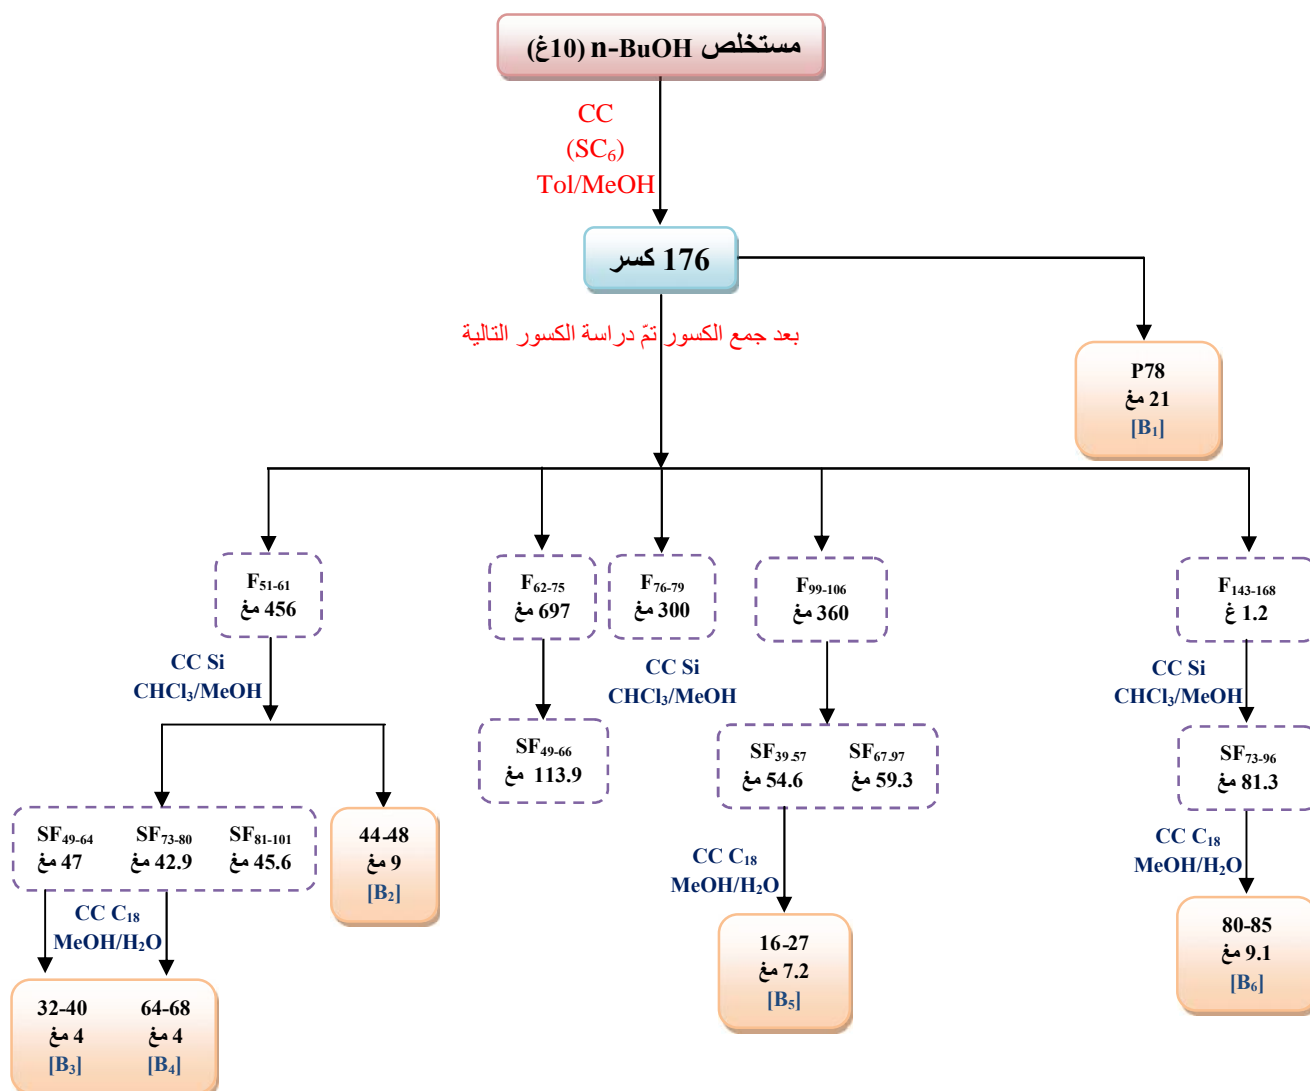 مستخلص n-BuOH (10غ)
CC
(SC₆)
Tol/MeOH
176 كسر
بعد جمع الكسور تمّ دراسة الكسور التالية
P78
21 مغ
[B₁]
F₅₁₋₆₁
456 مغ
F₆₂₋₇₅
697 مغ
F₇₆₋₇₉
300 مغ
F₉₉₋₁₀₆
360 مغ
F₁₄₃₋₁₆₈
1.2 غ
CC Si
CHCl₃/MeOH
CC Si
CHCl₃/MeOH
CC Si
CHCl₃/MeOH
SF₄₉₋₆₄
47 مغ
SF₇₃₋₈₀
42.9 مغ
SF₈₁₋₁₀₁
45.6 مغ
44-48
9 مغ
[B₂]
SF₄₉₋₆₆
113.9 مغ
SF₃₉.₅₇
54.6 مغ
SF₆₇.₉₇
59.3 مغ
SF₇₃₋₉₆
81.3 مغ
CC C₁₈
MeOH/H₂O
CC C₁₈
MeOH/H₂O
CC C₁₈
MeOH/H₂O
32-40
4 مغ
[B₃]
64-68
4 مغ
[B₄]
16-27
7.2 مغ
[B₅]
80-85
9.1 مغ
[B₆]